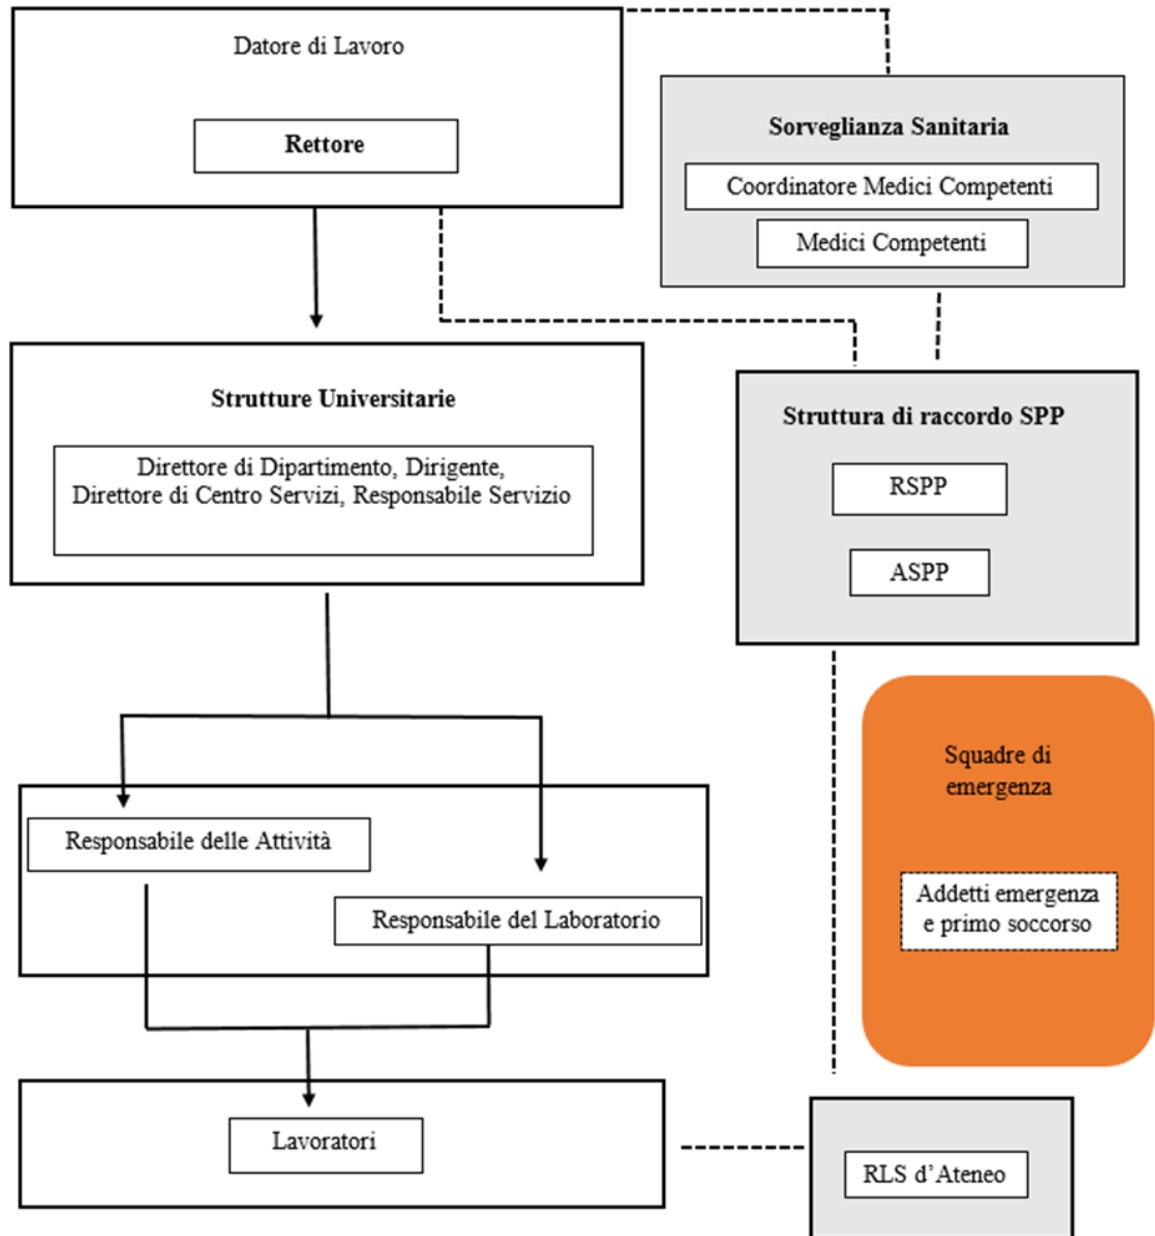 Datore di Lavoro
Rettore
Sorveglianza Sanitaria
Coordinatore Medici Competenti
Medici Competenti
Strutture Universitarie
Direttore di Dipartimento, Dirigente,
Direttore di Centro Servizi, Responsabile Servizio
Struttura di raccordo SPP
RSPP
ASPP
Squadre di
emergenza
Addetti emergenza
e primo soccorso
Responsabile delle Attività
Responsabile del Laboratorio
Lavoratori
RLS d’Ateneo